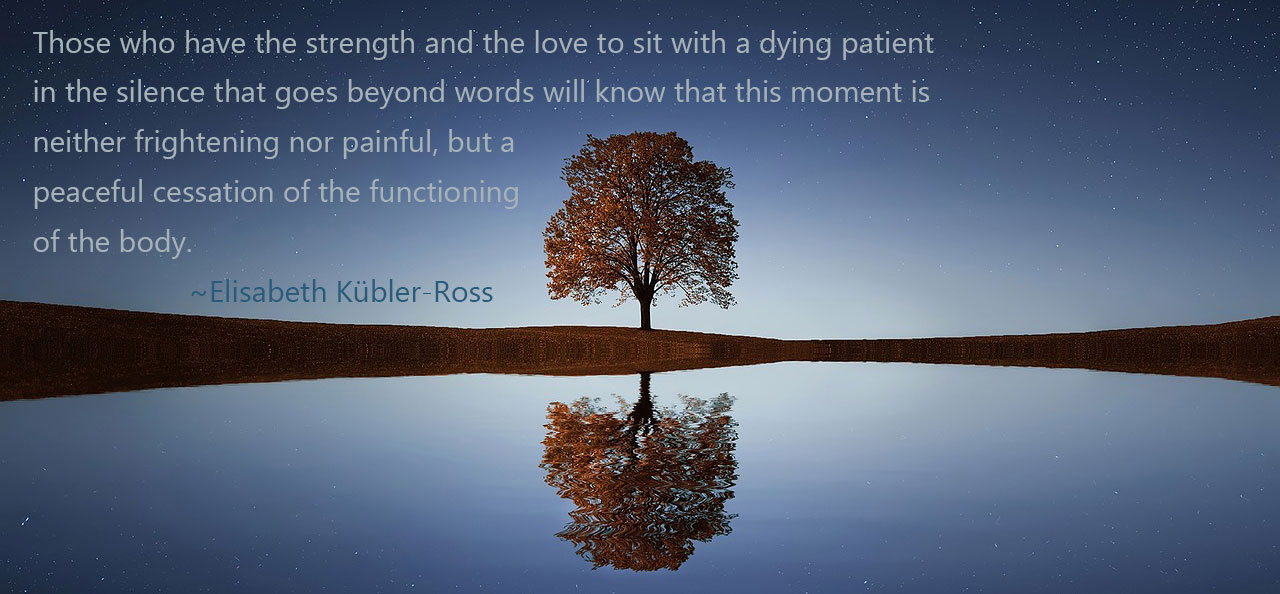 Those who have the strength and the love to sit with a dying patient
in the silence that goes beyond words will know that this moment is
neither frightening nor painful, but a
peaceful cessation of the functioning
of the body.
~Elisabeth Kübler-Ross